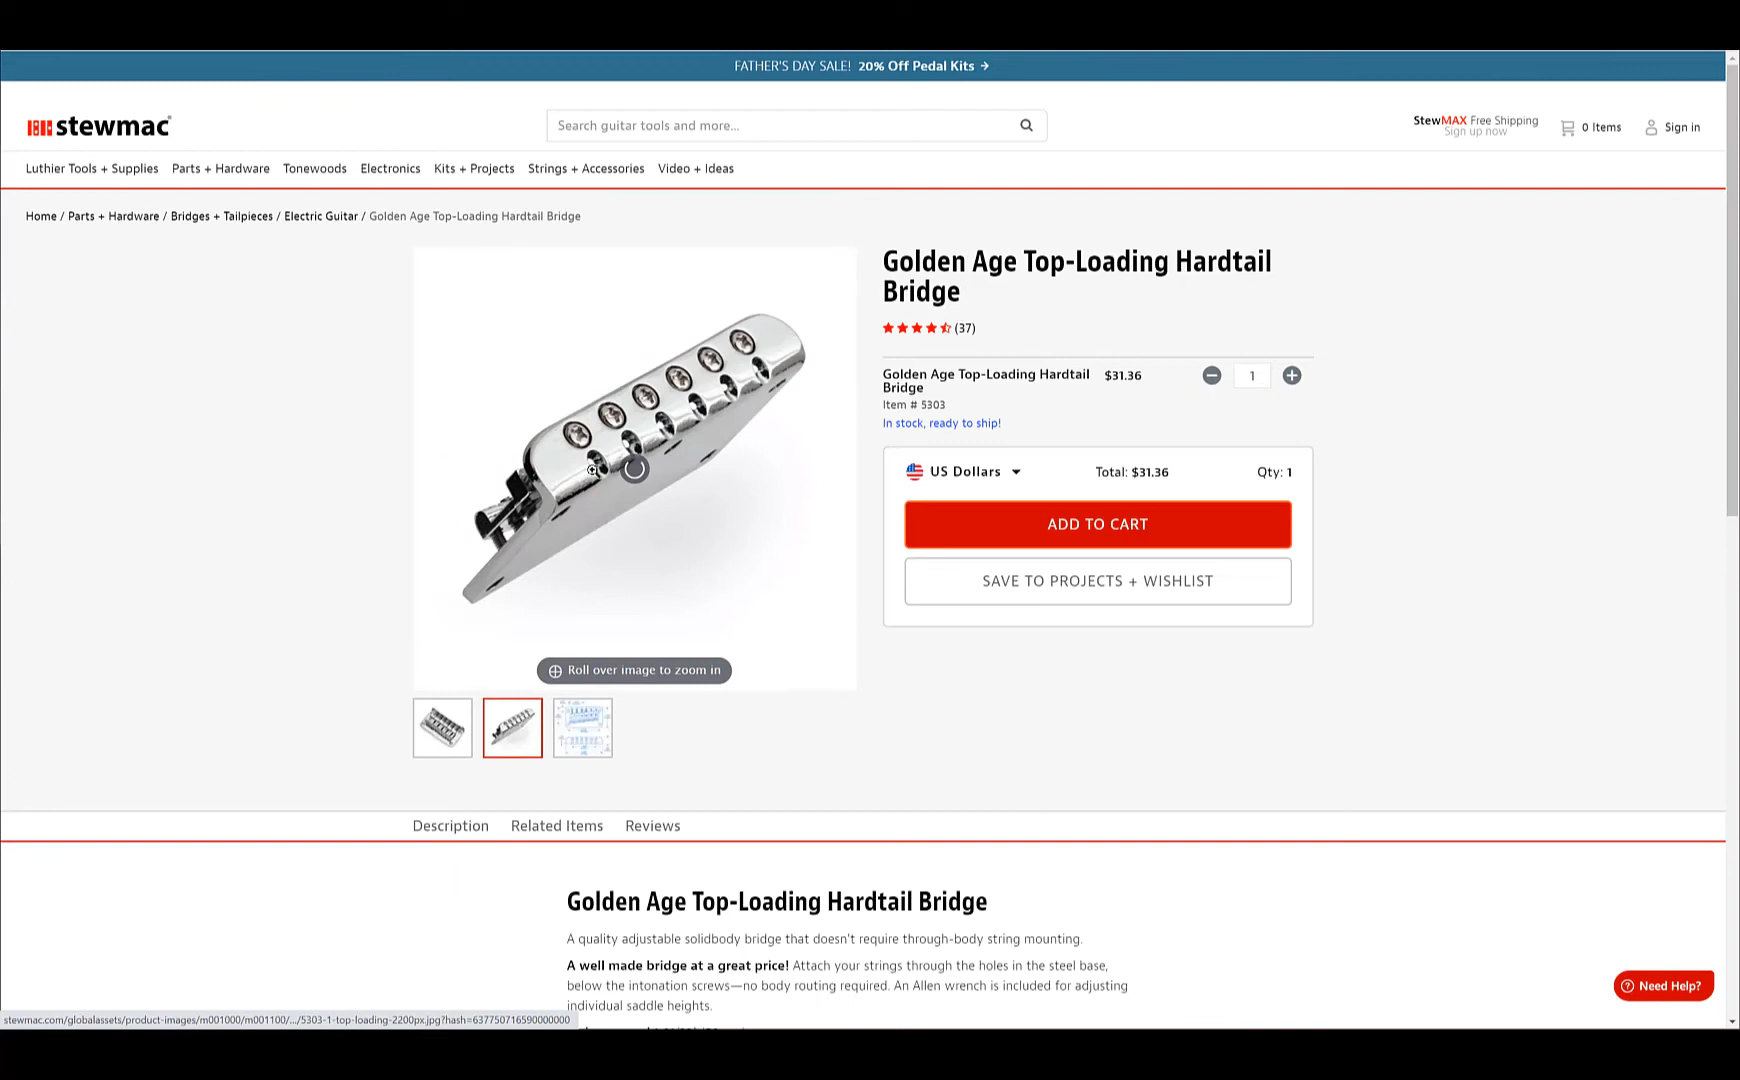 FATHER'S DAY SALE! 20% Off Pedal Kits →
stewmac
Search guitar tools and more...
StewMAX Free Shipping
Sign up now
0 Items
Sign in
Luthier Tools + Supplies Parts + Hardware Tonewoods Electronics Kits + Projects Strings + Accessories Video + Ideas
Home / Parts + Hardware / Bridges + Tailpieces / Electric Guitar / Golden Age Top-Loading Hardtail Bridge
Golden Age Top-Loading Hardtail
Bridge
(37)
Golden Age Top-Loading Hardtail
Bridge
$31.36
1
Item # 5303
In stock, ready to ship!
US Dollars
Total: $31.36
Qty: 1
ADD TO CART
SAVE TO PROJECTS + WISHLIST
Roll over image to zoom in
Description Related Items Reviews
Golden Age Top-Loading Hardtail Bridge
A quality adjustable solidbody bridge that doesn't require through-body string mounting.
A well made bridge at a great price! Attach your strings through the holes in the steel base,
below the intonation screws—no body routing required. An Allen wrench is included for adjusting
individual saddle heights.
Need Help?
stewmac.com/globalassets/product-images/m001000/m001100/.../5303-1-top-loading-2200px.jpg?hash=637750716590000000